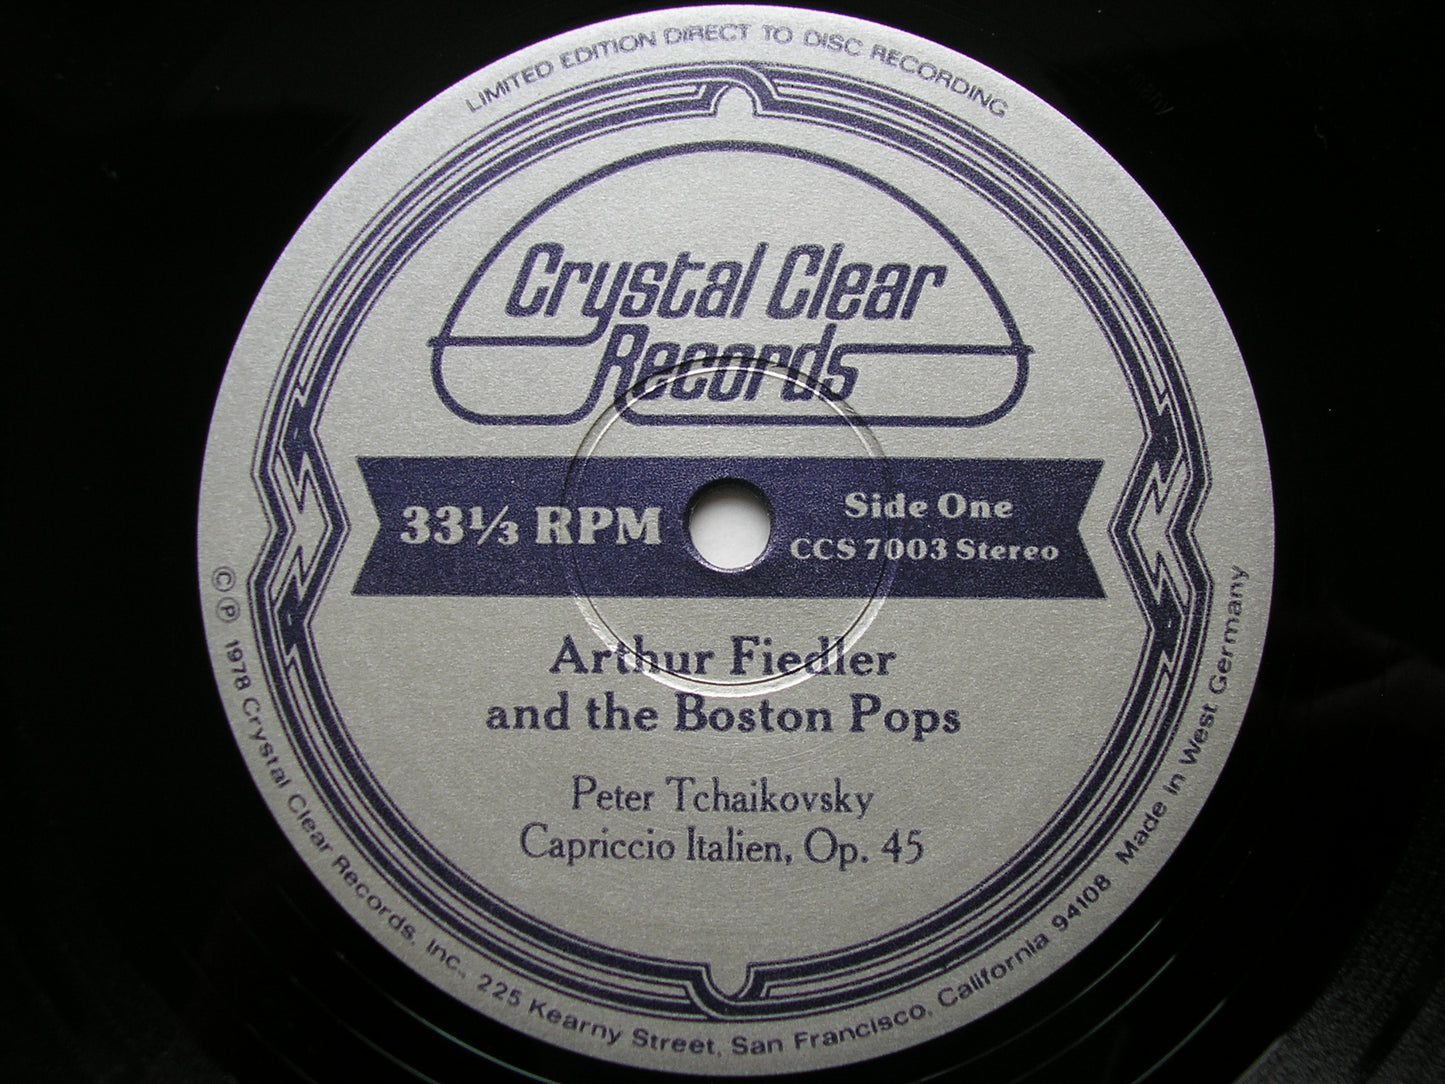 LIMITED EDITION DIRECT TO DISC RECORDING
Crystal Clear
Records
33⅓ RPM
Side One
CCS 7003 Stereo
Arthur Fiedler
and the Boston Pops
Peter Tchaikovsky
Capriccio Italien, Op. 45
© ℗ 1978 Crystal Clear Records, Inc., 225 Kearny Street, San Francisco, California 94108 Made in West Germany